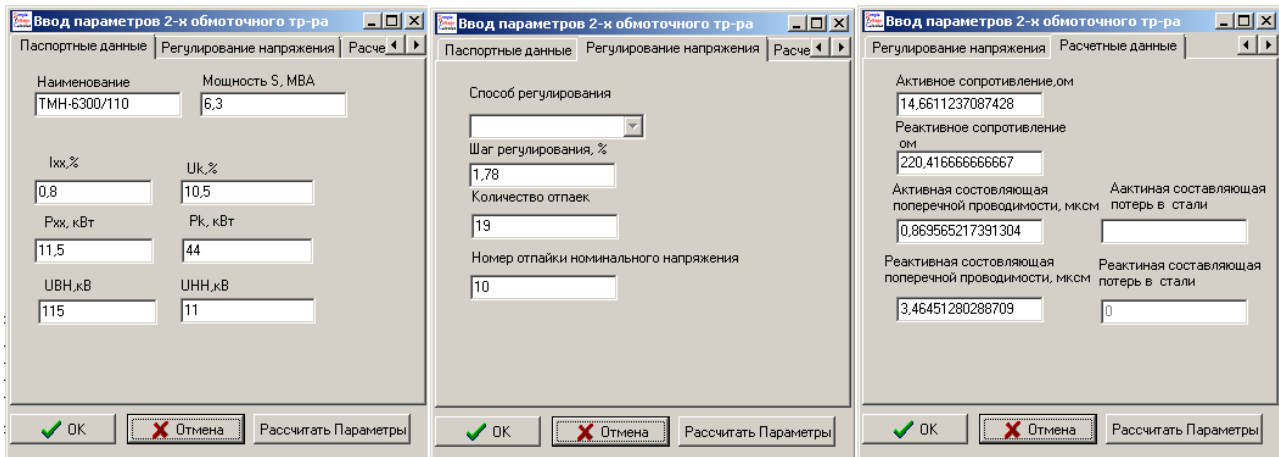 Ввод параметров 2-х обмоточного тр-ра
Паспортные данные
Регулирование напряжения
Расче
Наименование
Мощность S, МВА
ТМН-6300/110
6,3
Ixx,%
Uk,%
0,8
10,5
Pxx, кВт
Pk, кВт
11,5
44
UВН,кВ
UНН,кВ
115
11
OK
Отмена
Рассчитать Параметры
Ввод параметров 2-х обмоточного тр-ра
Паспортные данные
Регулирование напряжения
Расче
Способ регулирования
Шаг регулирования, %
1,78
Количество отпаек
19
Номер отпайки номинального напряжения
10
OK
Отмена
Рассчитать Параметры
Ввод параметров 2-х обмоточного тр-ра
Регулирование напряжения
Расчетные данные
Активное сопротивление,ом
14,6611237087428
Реактивное сопротивление
ом
220,416666666667
Активная состовляющая
поперечной проводимости, мксм
0,869565217391304
Аактиная составляющая
потерь в стали
Реактивная состовляющая
поперечной проводимости, мксм
3,46451280288709
Реактиная составляющая
потерь в стали
0
OK
Отмена
Рассчитать Параметры